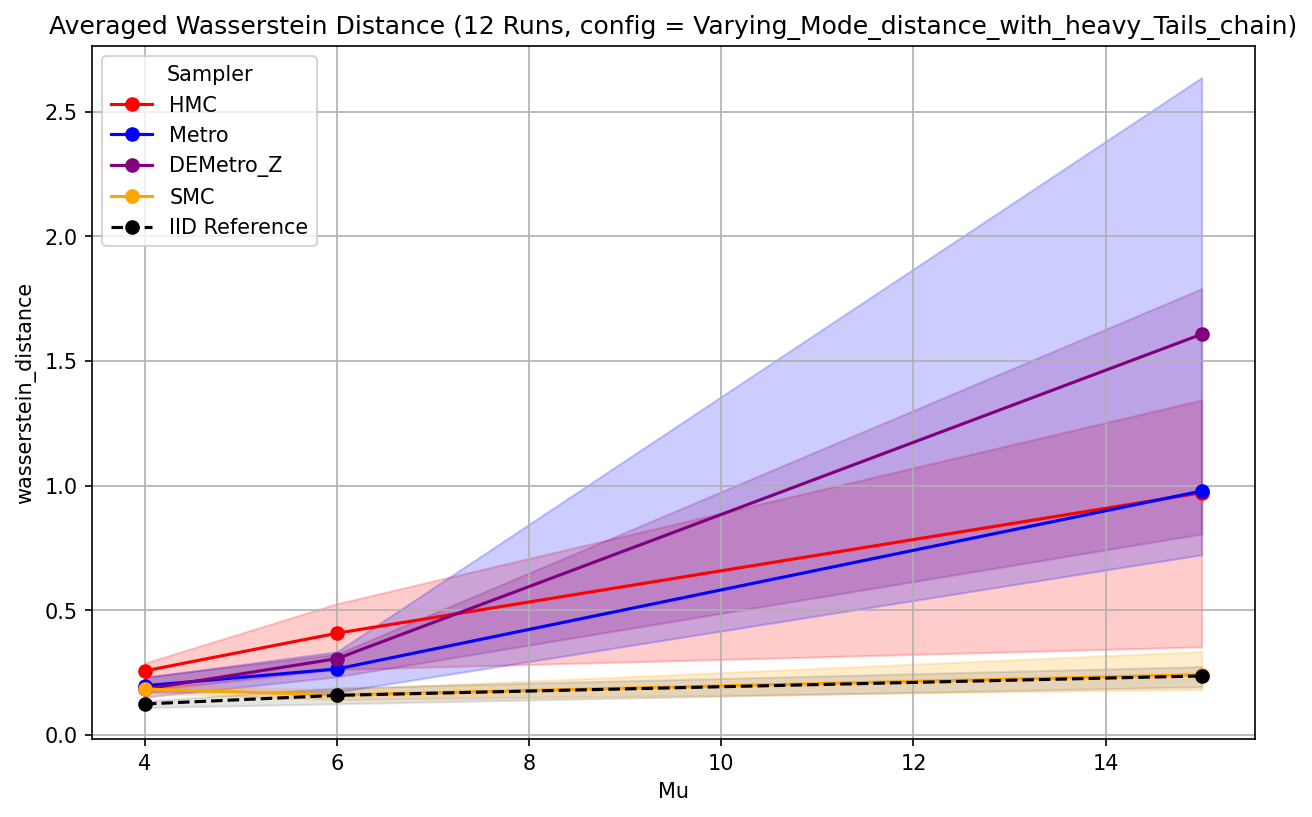 Averaged Wasserstein Distance (12 Runs, config = Varying_Mode_distance_with_heavy_Tails_chain)
Sampler
HMC
Metro
DEMetro_Z
SMC
IID Reference
wasserstein_distance
2.5
2.0
1.5
1.0
0.5
0.0
4 6 8 10 12 14
Mu